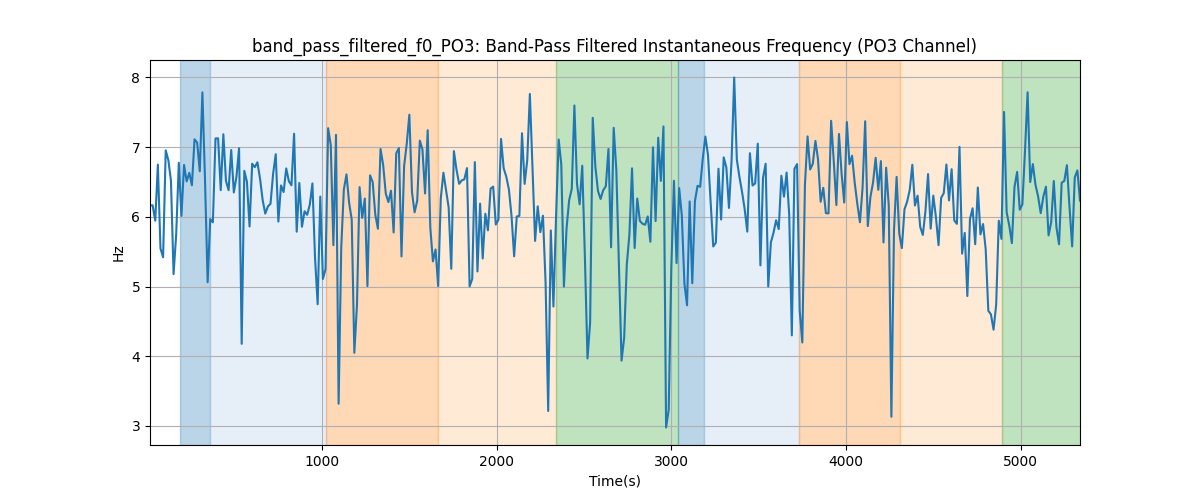 band_pass_filtered_f0_PO3: Band-Pass Filtered Instantaneous Frequency (PO3 Channel)
8
7
6
5
4
3
Hz
1000 2000 3000 4000 5000
Time(s)